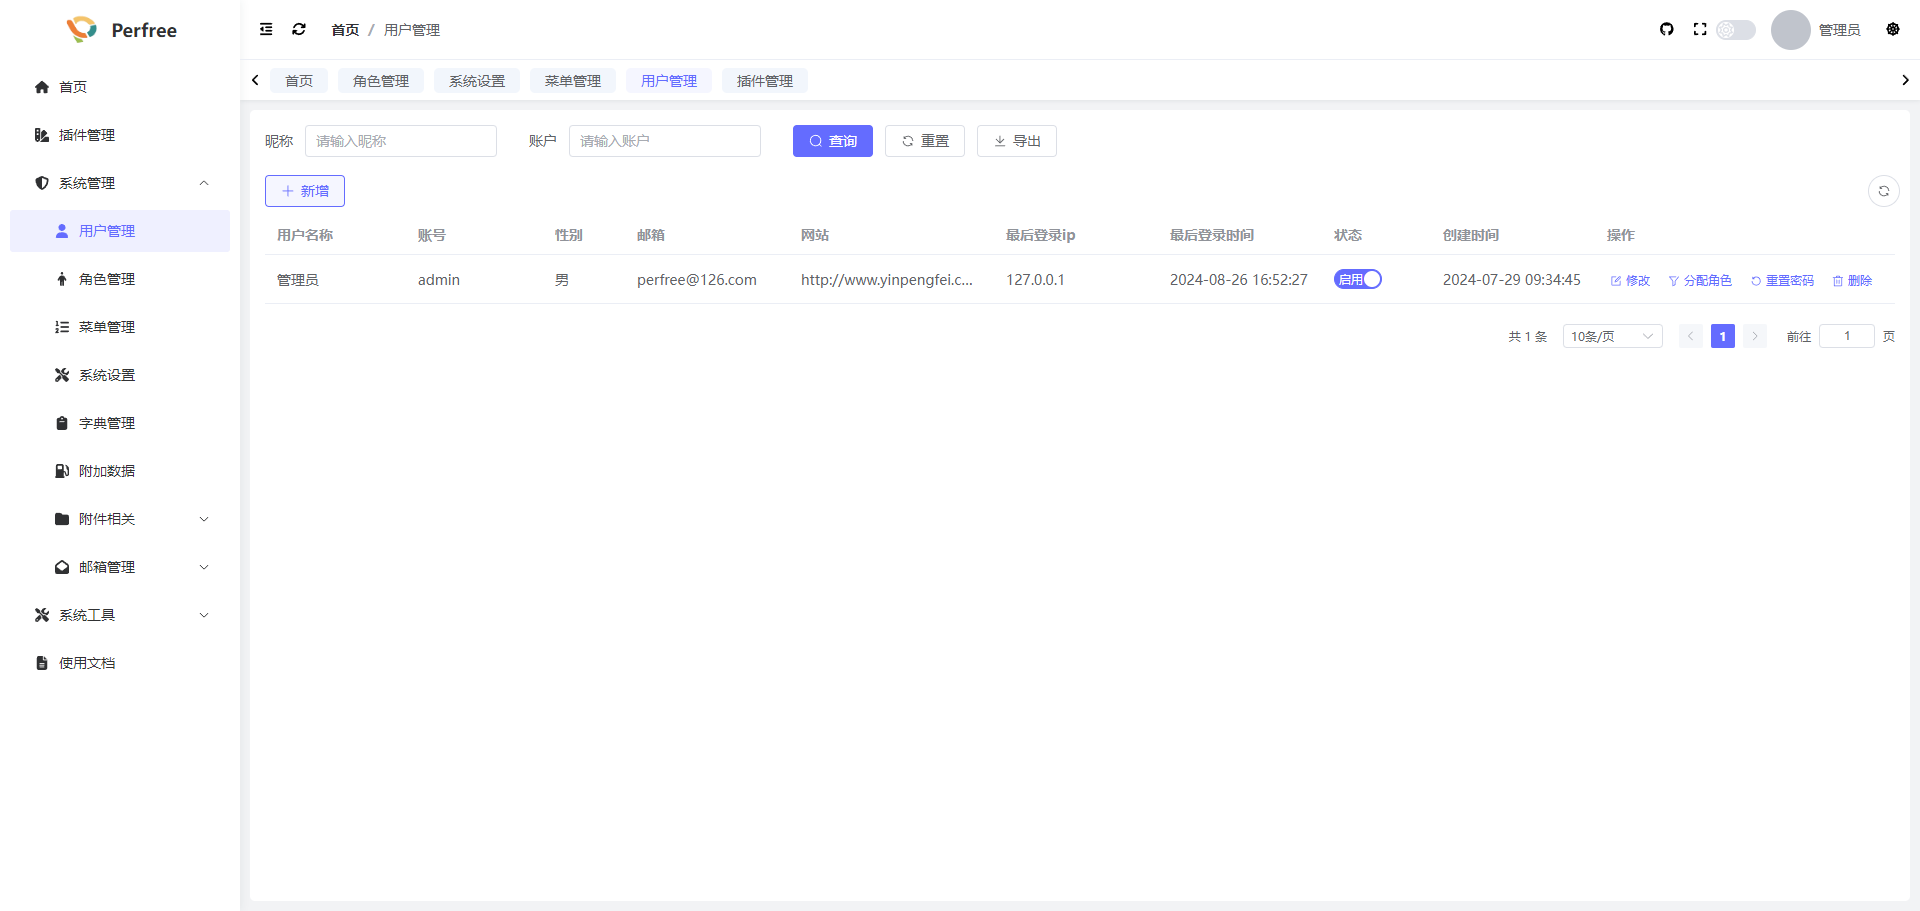 Perfree
首页
插件管理
系统管理
用户管理
角色管理
菜单管理
系统设置
字典管理
附加数据
附件相关
邮箱管理
系统工具
使用文档
首页 / 用户管理
管理员
首页 角色管理 系统设置 菜单管理 用户管理 插件管理
昵称 请输入昵称 账户 请输入账户 查询 重置 导出
新增
用户名称 账号 性别 邮箱 网站 最后登录ip 最后登录时间 状态 创建时间 操作
管理员 admin 男 perfree@126.com http://www.yinpengfei.c... 127.0.0.1 2024-08-26 16:52:27 启用 2024-07-29 09:34:45 修改 分配角色 重置密码 删除
共 1 条 10条/页 1 前往 1 页